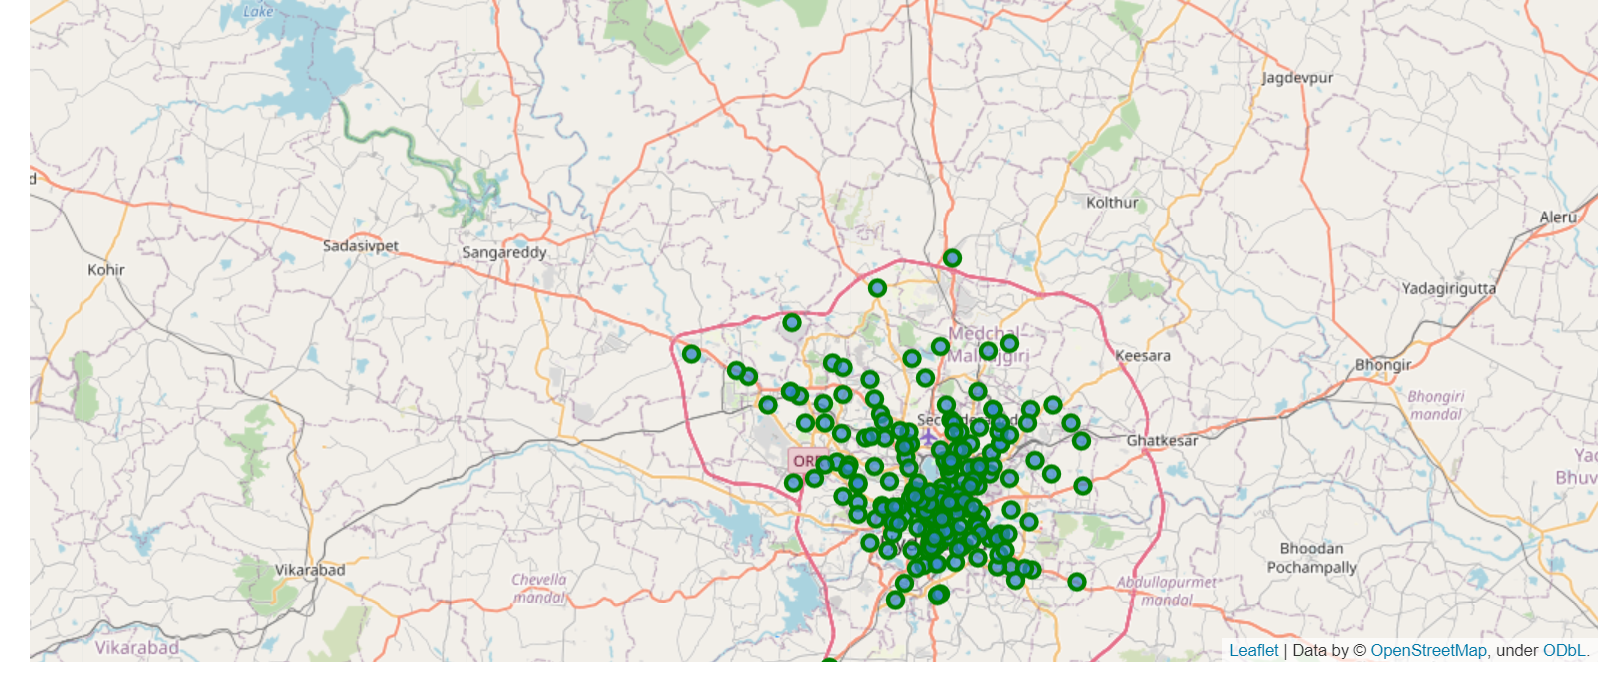 Lake
Jagdevpur
d
Kolthur
Aleru
Sadasivpet
Sangareddy
Kohir
Yadagirigutta
Medchal-
Malkajgiri
Keesara
Bhongir
Bhongiri
mandal
Ghatkesar
Bhuv
Bhoodan
Pochampally
Vikarabad
Chevella
mandal
Abdullapurmet
mandal
Vikarabad
Leaflet | Data by © OpenStreetMap, under ODbL.